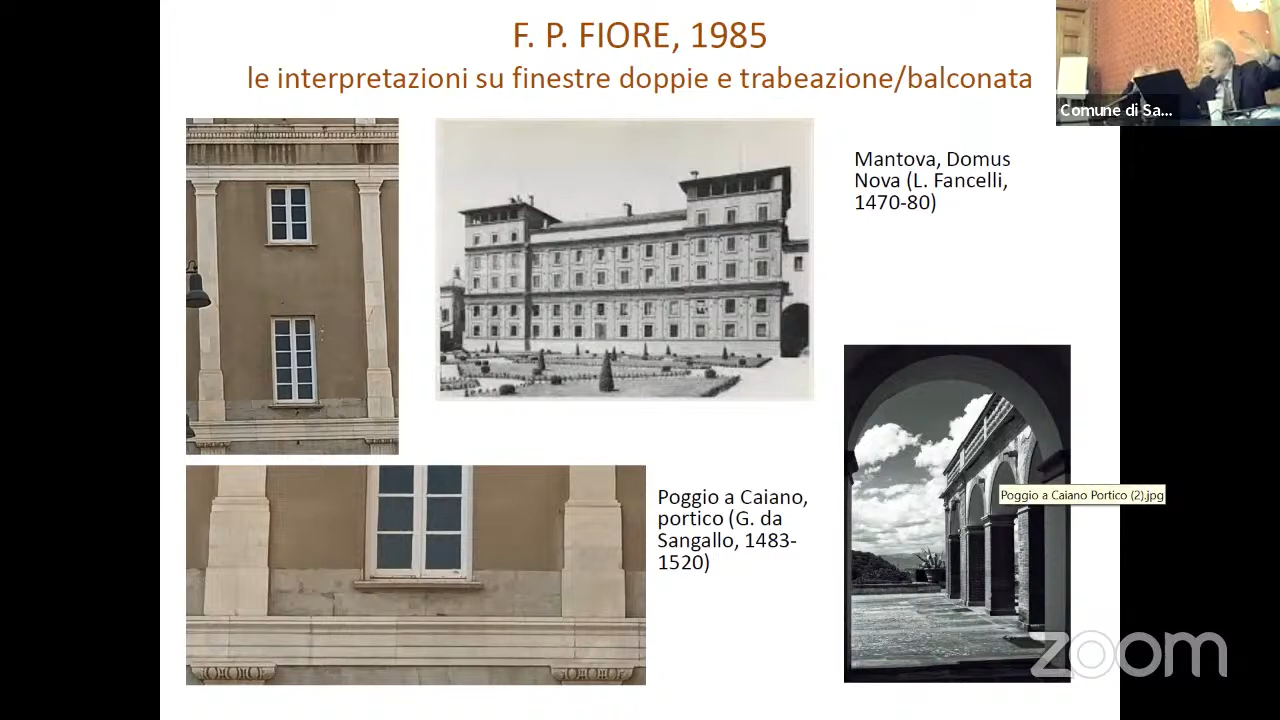 F. P. FIORE, 1985
le interpretazioni su finestre doppie e trabeazione/balconata
Comune di Sa...
Mantova, Domus
Nova (L. Fancelli,
1470-80)
Poggio a Caiano,
portico (G. da
Sangallo, 1483-
1520)
Poggio a Caiano Portico (2).jpg
zoom